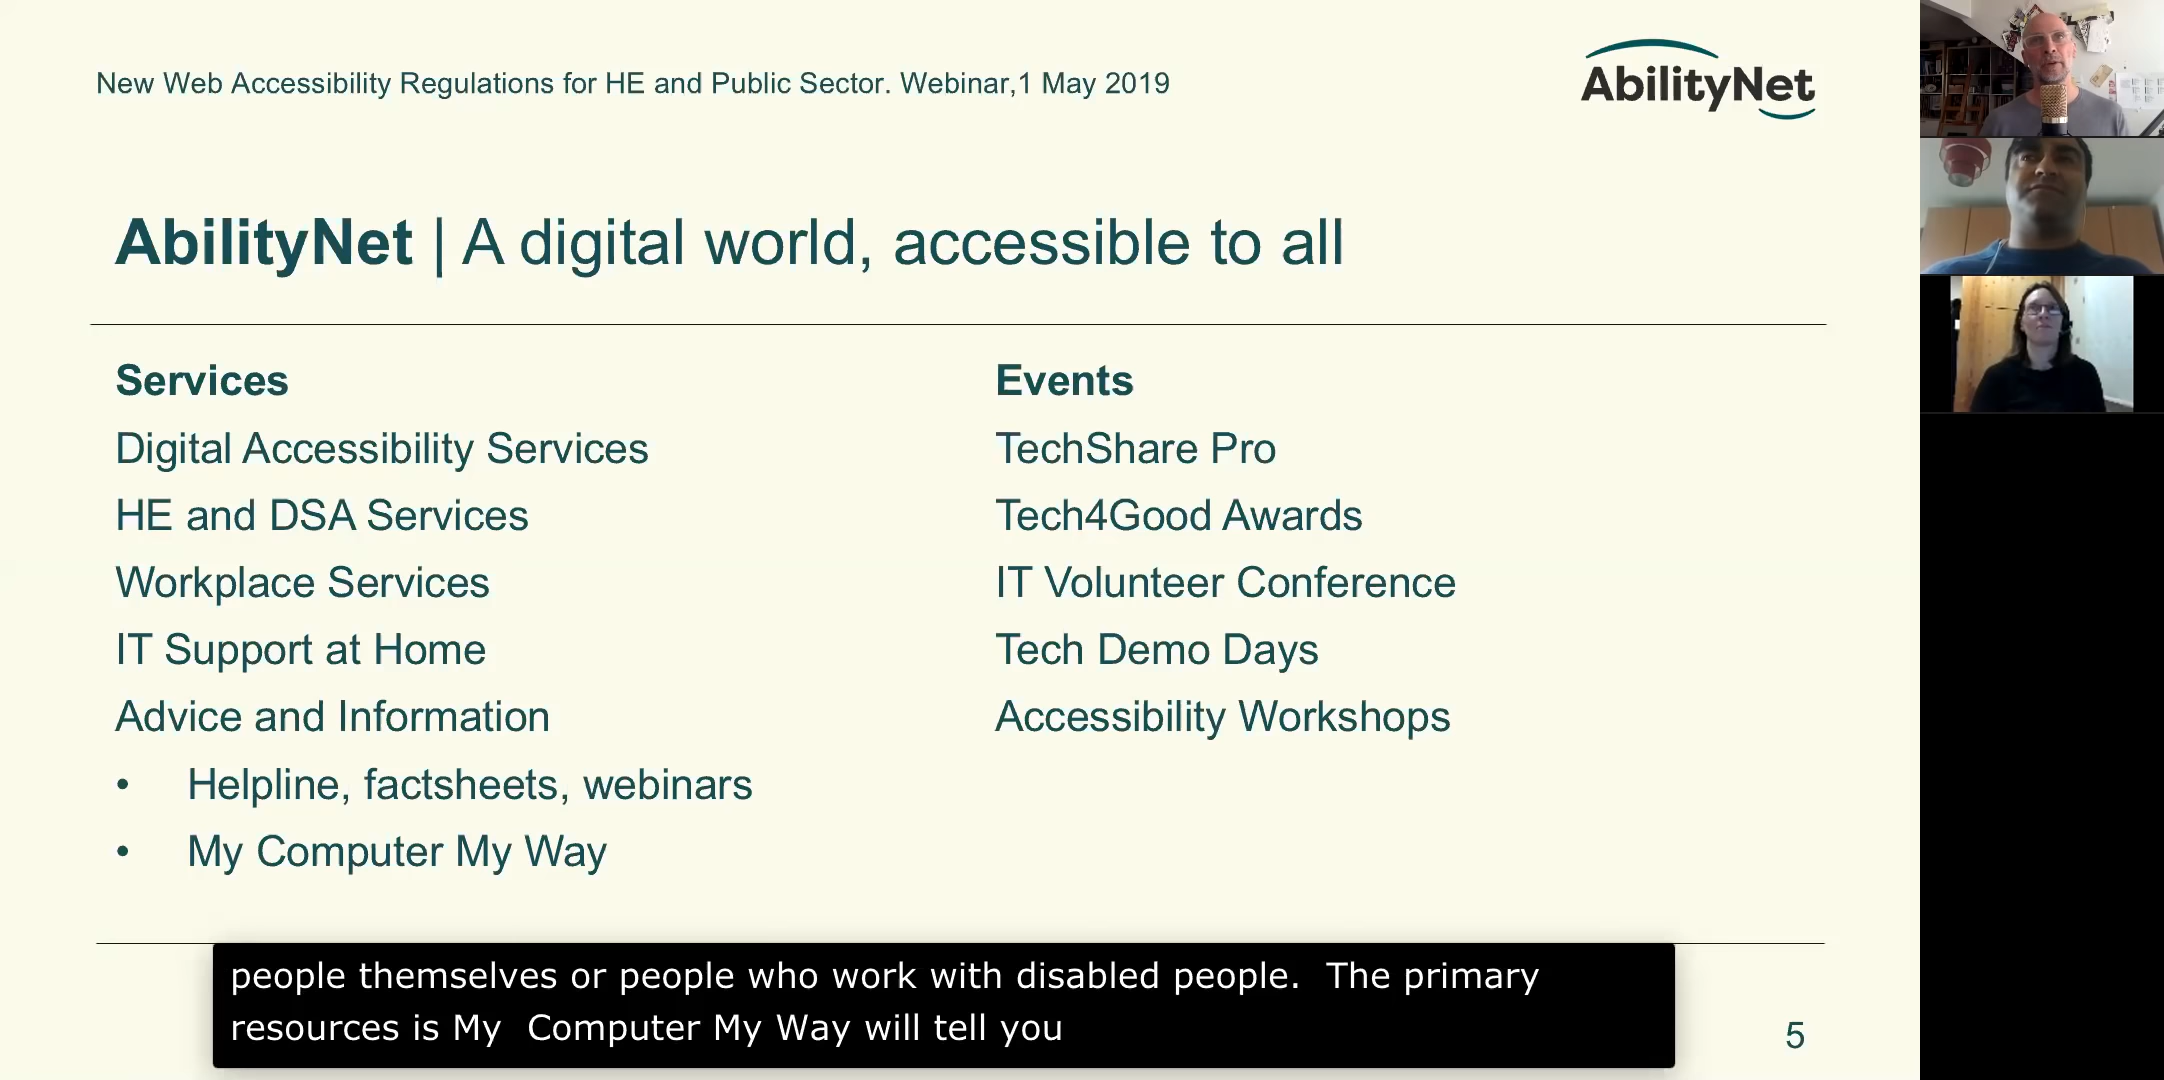 New Web Accessibility Regulations for HE and Public Sector. Webinar,1 May 2019
AbilityNet
AbilityNet | A digital world, accessible to all
Services
Digital Accessibility Services
HE and DSA Services
Workplace Services
IT Support at Home
Advice and Information
• Helpline, factsheets, webinars
• My Computer My Way
Events
TechShare Pro
Tech4Good Awards
IT Volunteer Conference
Tech Demo Days
Accessibility Workshops
people themselves or people who work with disabled people.  The primary
resources is My  Computer My Way will tell you
5